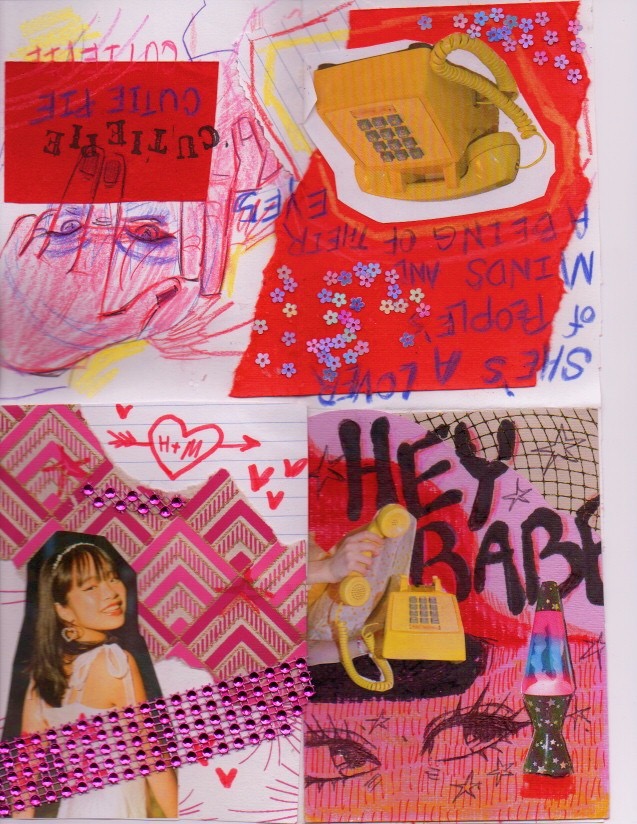 CUTIEPIE
CUTIE PIE
CUTIEPIE
SHE'S A LOVER
OF PEOPLE'S
MINDS AND
A BEING OF THEIR
EYES
H+M
HEY
BABE